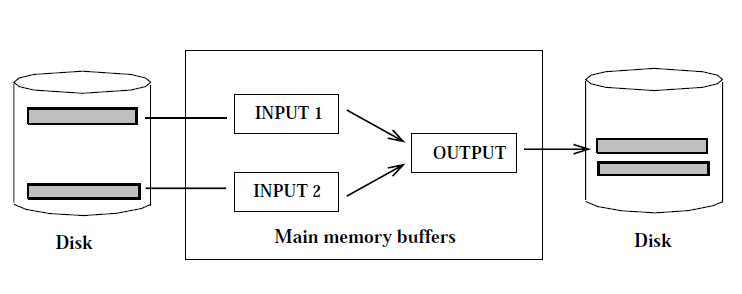 INPUT 1
OUTPUT
INPUT 2
Main memory buffers
Disk
Disk